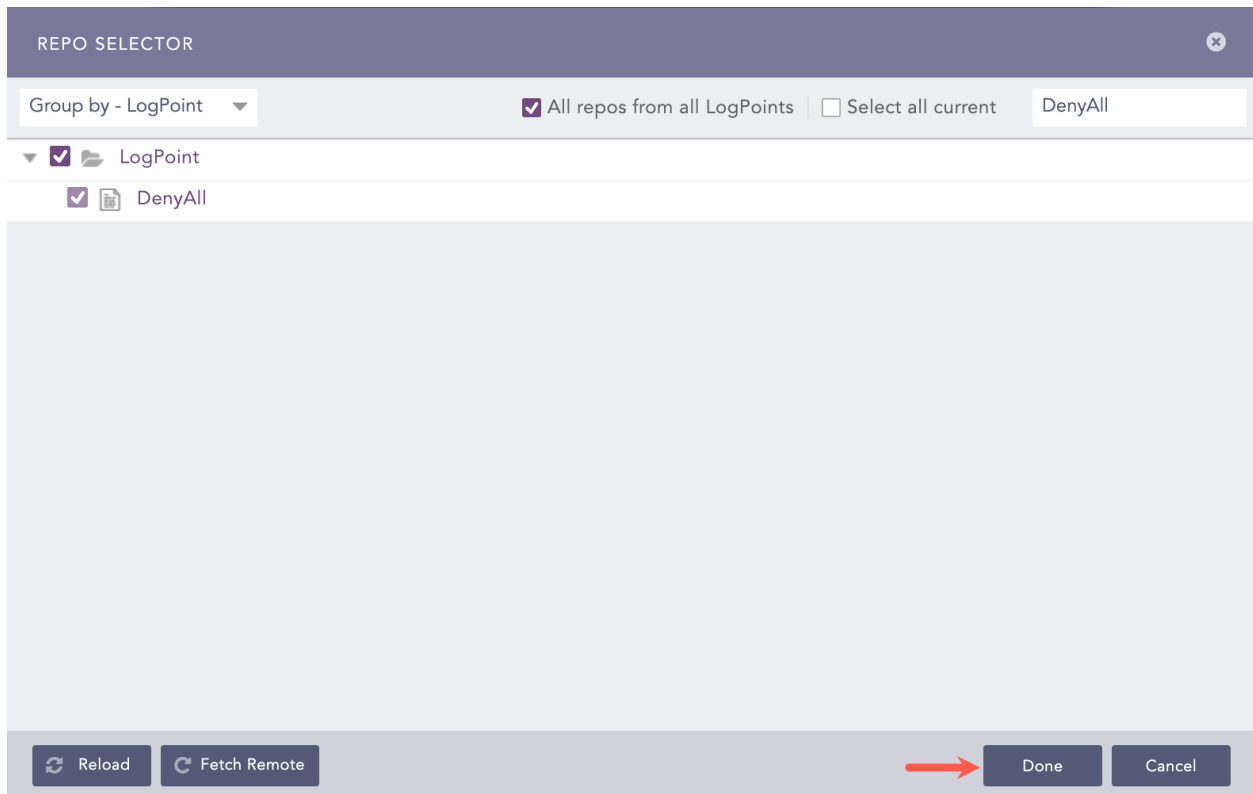 REPO SELECTOR
Group by - LogPoint
All repos from all LogPoints
Select all current
DenyAll
LogPoint
DenyAll
Reload
Fetch Remote
Done
Cancel